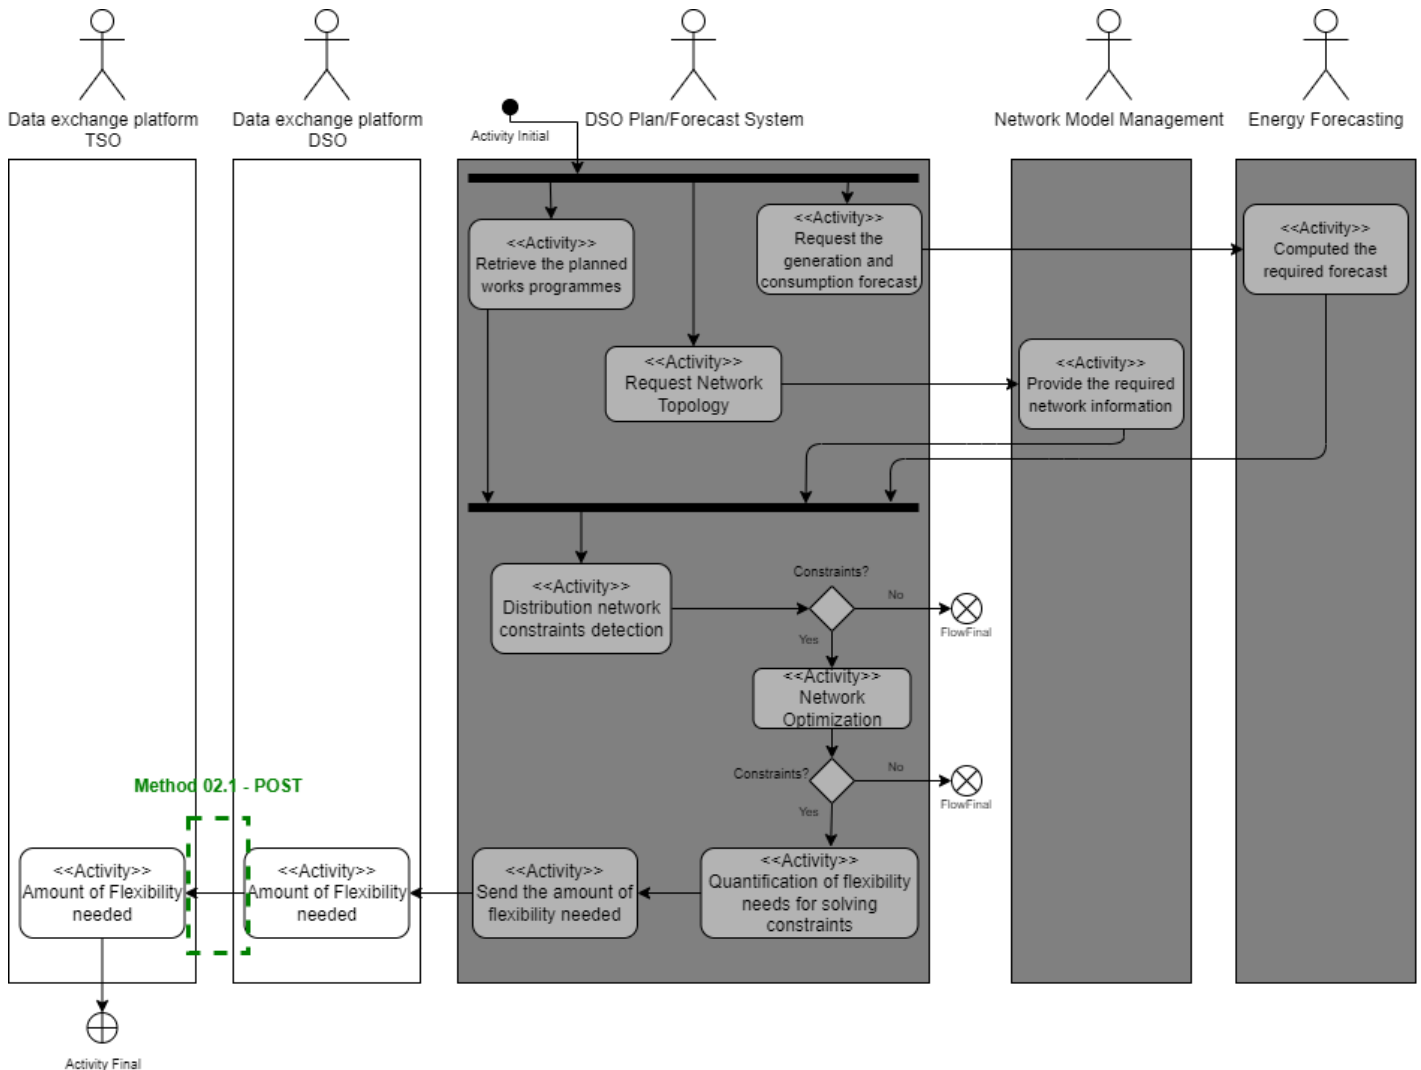 Data exchange platform
TSO
Data exchange platform
DSO
Activity Initial
DSO Plan/Forecast System
Network Model Management
Energy Forecasting
<<Activity>>
Retrieve the planned
works programmes
<<Activity>>
Request the
generation and
consumption forecast
<<Activity>>
Computed the
required forecast
<<Activity>>
Request Network
Topology
<<Activity>>
Provide the required
network information
<<Activity>>
Distribution network
constraints detection
Constraints?
No
FlowFinal
Yes
<<Activity>>
Network
Optimization
Constraints?
No
FlowFinal
Yes
Method 02.1 - POST
<<Activity>>
Amount of Flexibility
needed
<<Activity>>
Amount of Flexibility
needed
<<Activity>>
Send the amount of
flexibility needed
<<Activity>>
Quantification of flexibility
needs for solving
constraints
Activity Final